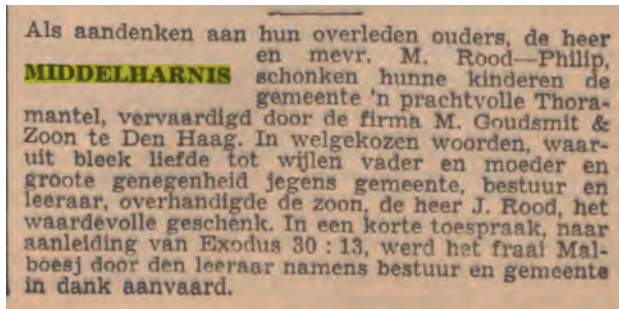 Als aandenken aan hun overleden ouders, de heer
en mevr. M. Rood—Philip,
MIDDELHARNIS schonken hunne kinderen de
gemeente 'n prachtvolle Thora-
mantel, vervaardigd door de firma M. Goudsmit &
Zoon te Den Haag. In welgekozen woorden, waar-
uit bleek liefde tot wijlen vader en moeder en
groote genegenheid jegens gemeente, bestuur en
leeraar, overhandigde de zoon, de heer J. Rood, het
waardevolle geschenk. In een korte toespraak, naar
aanleiding van Exodus 30 : 13, werd het fraai Mal-
boesj door den leeraar namens bestuur en gemeente
in dank aanvaard.